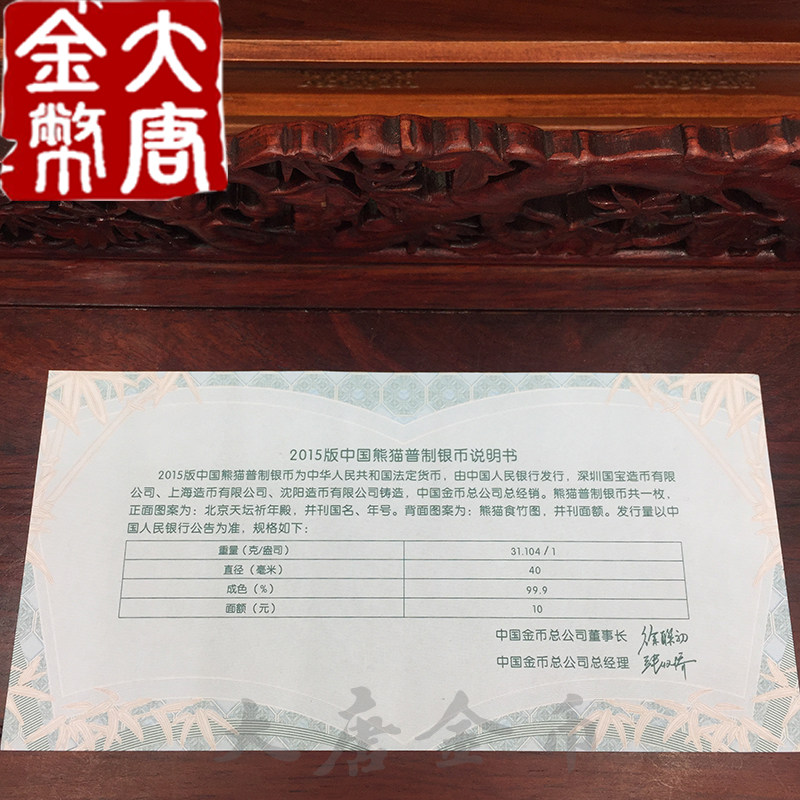 大唐
金幣
2015版中国熊猫普制银币说明书
2015版中国熊猫普制银币为中华人民共和国法定货币，由中国人民银行发行，深圳国宝造币有限
公司、上海造币有限公司、沈阳造币有限公司铸造，中国金币总公司总经销。熊猫普制银币共一枚，
正面图案为：北京天坛祈年殿，并刊国名、年号。背面图案为：熊猫食竹图，并刊面额。发行量以中
国人民银行公告为准，规格如下：
重量（克/盎司） 31.104/1
直径（毫米） 40
成色（%） 99.9
面额（元） 10
中国金币总公司董事长
中国金币总公司总经理
大唐金币